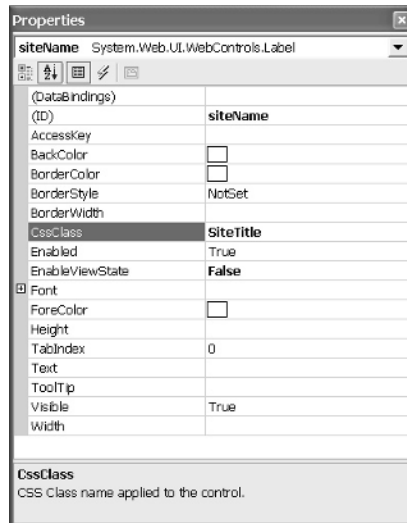 Properties
siteName System.Web.UI.WebControls.Label
(DataBindings)
(ID) siteName
AccessKey
BackColor
BorderColor
BorderStyle NotSet
BorderWidth
CssClass SiteTitle
Enabled True
EnableViewState False
Font
ForeColor
Height
TabIndex 0
Text
ToolTip
Visible True
Width
CssClass
CSS Class name applied to the control.